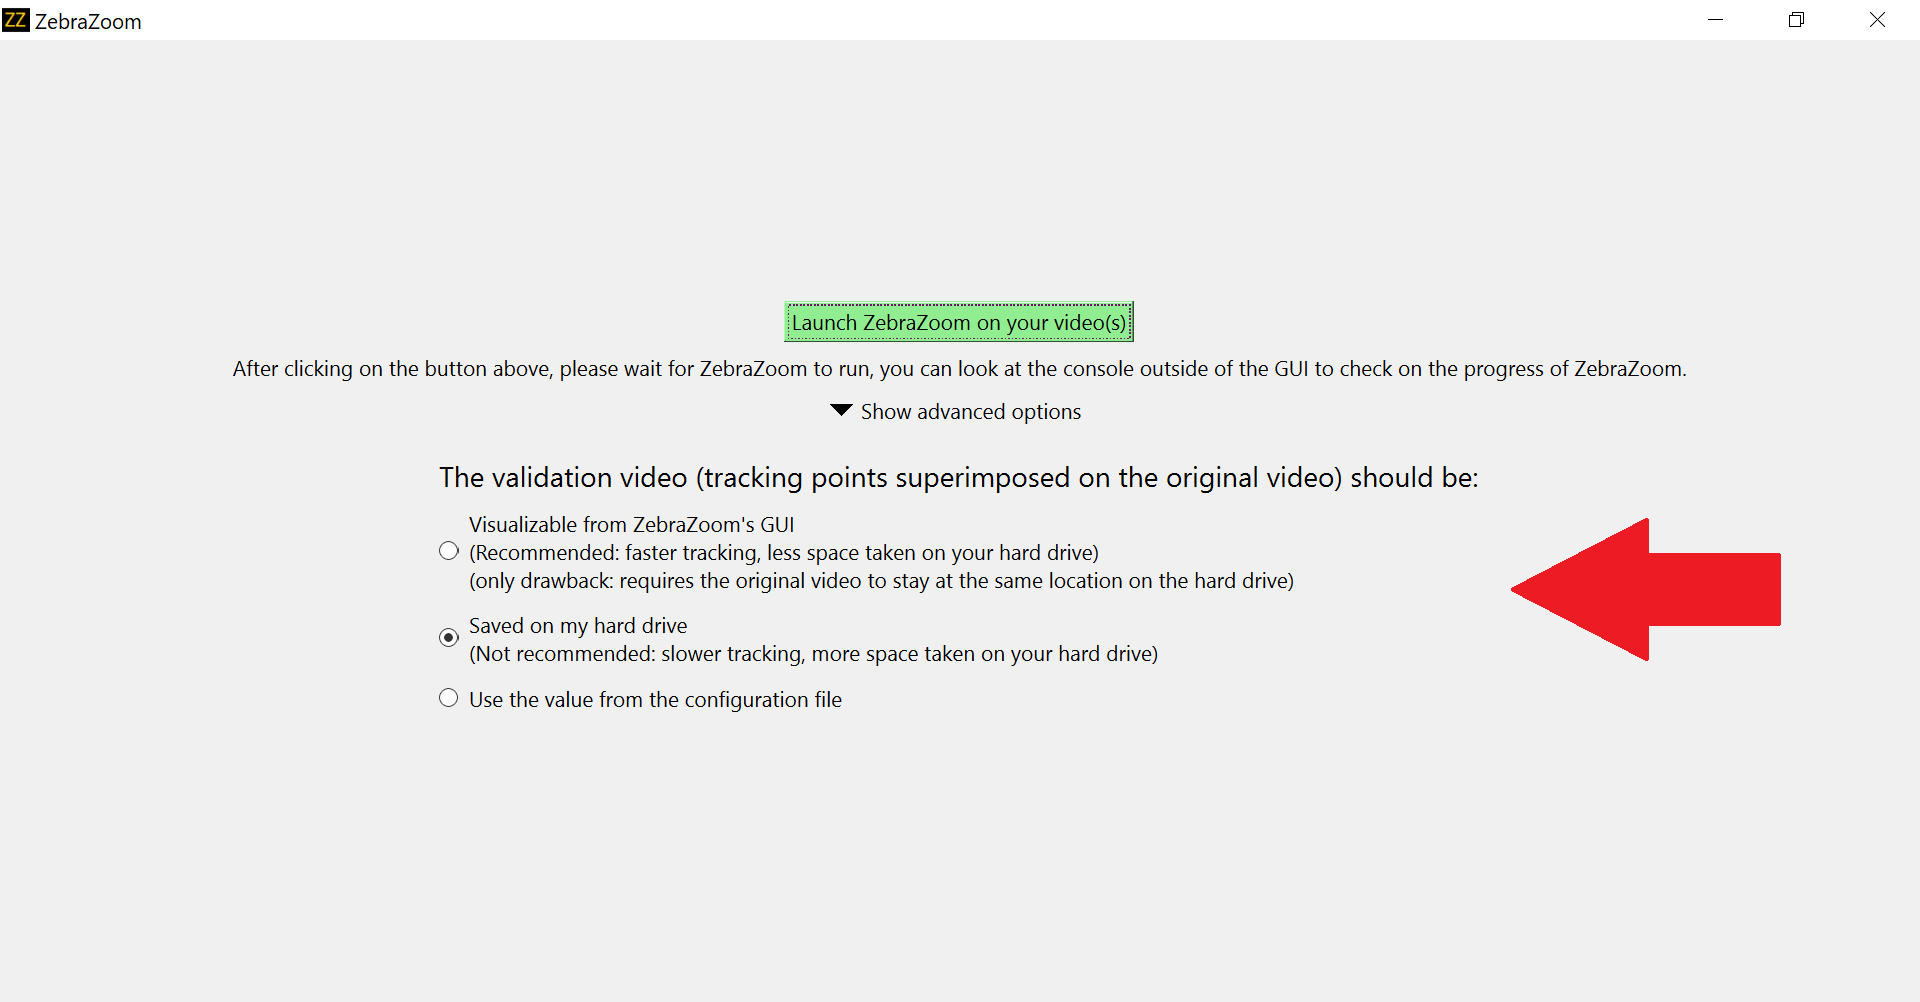 ZZ ZebraZoom
Launch ZebraZoom on your video(s)
After clicking on the button above, please wait for ZebraZoom to run, you can look at the console outside of the GUI to check on the progress of ZebraZoom.
Show advanced options
The validation video (tracking points superimposed on the original video) should be:
Visualizable from ZebraZoom's GUI
(Recommended: faster tracking, less space taken on your hard drive)
(only drawback: requires the original video to stay at the same location on the hard drive)
Saved on my hard drive
(Not recommended: slower tracking, more space taken on your hard drive)
Use the value from the configuration file